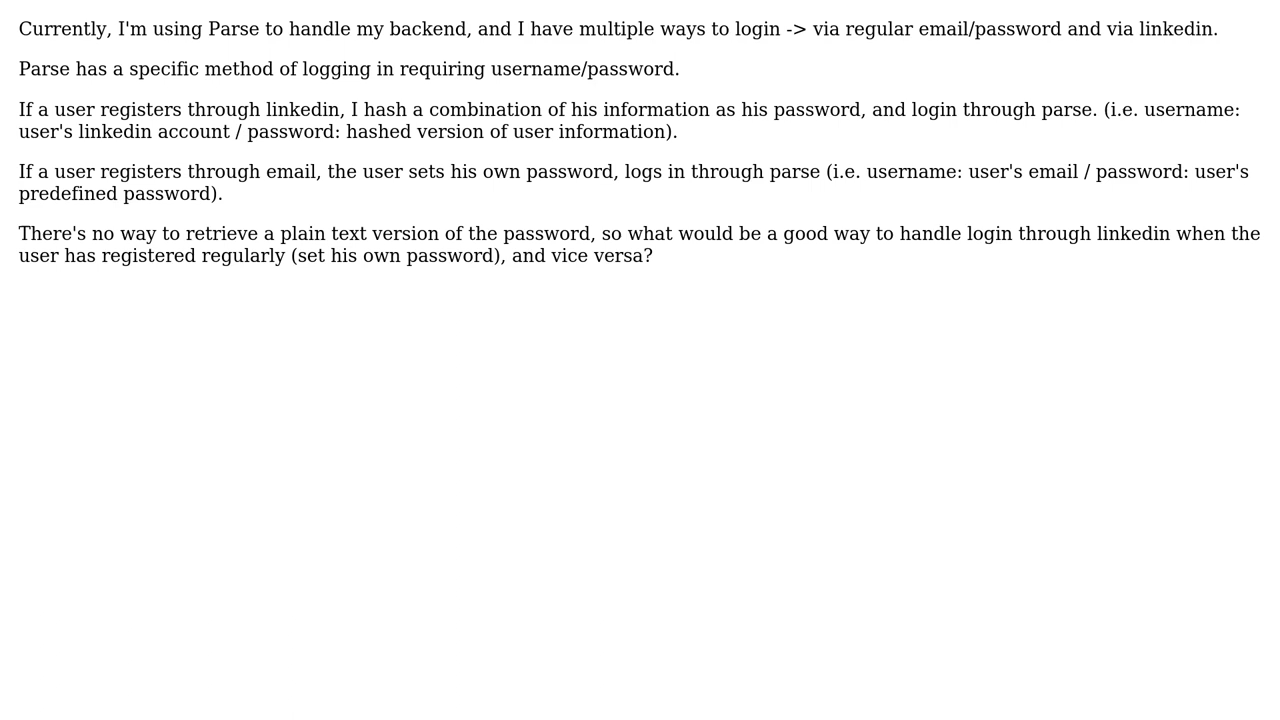 Currently, I'm using Parse to handle my backend, and I have multiple ways to login -> via regular email/password and via linkedin.
Parse has a specific method of logging in requiring username/password.
If a user registers through linkedin, I hash a combination of his information as his password, and login through parse. (i.e. username:
user's linkedin account / password: hashed version of user information).
If a user registers through email, the user sets his own password, logs in through parse (i.e. username: user's email / password: user's
predefined password).
There's no way to retrieve a plain text version of the password, so what would be a good way to handle login through linkedin when the
user has registered regularly (set his own password), and vice versa?